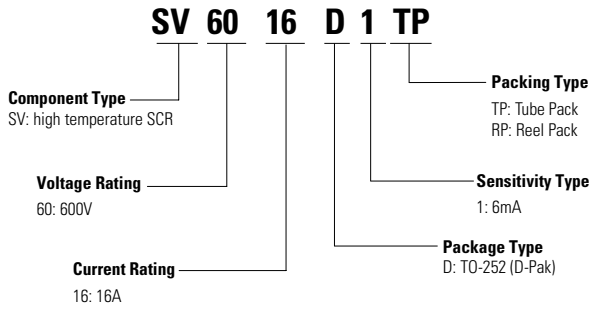 SV 60 16 D 1 TP
Component Type
SV: high temperature SCR
Voltage Rating
60: 600V
Current Rating
16: 16A
Packing Type
TP: Tube Pack
RP: Reel Pack
Sensitivity Type
1: 6mA
Package Type
D: TO-252 (D-Pak)